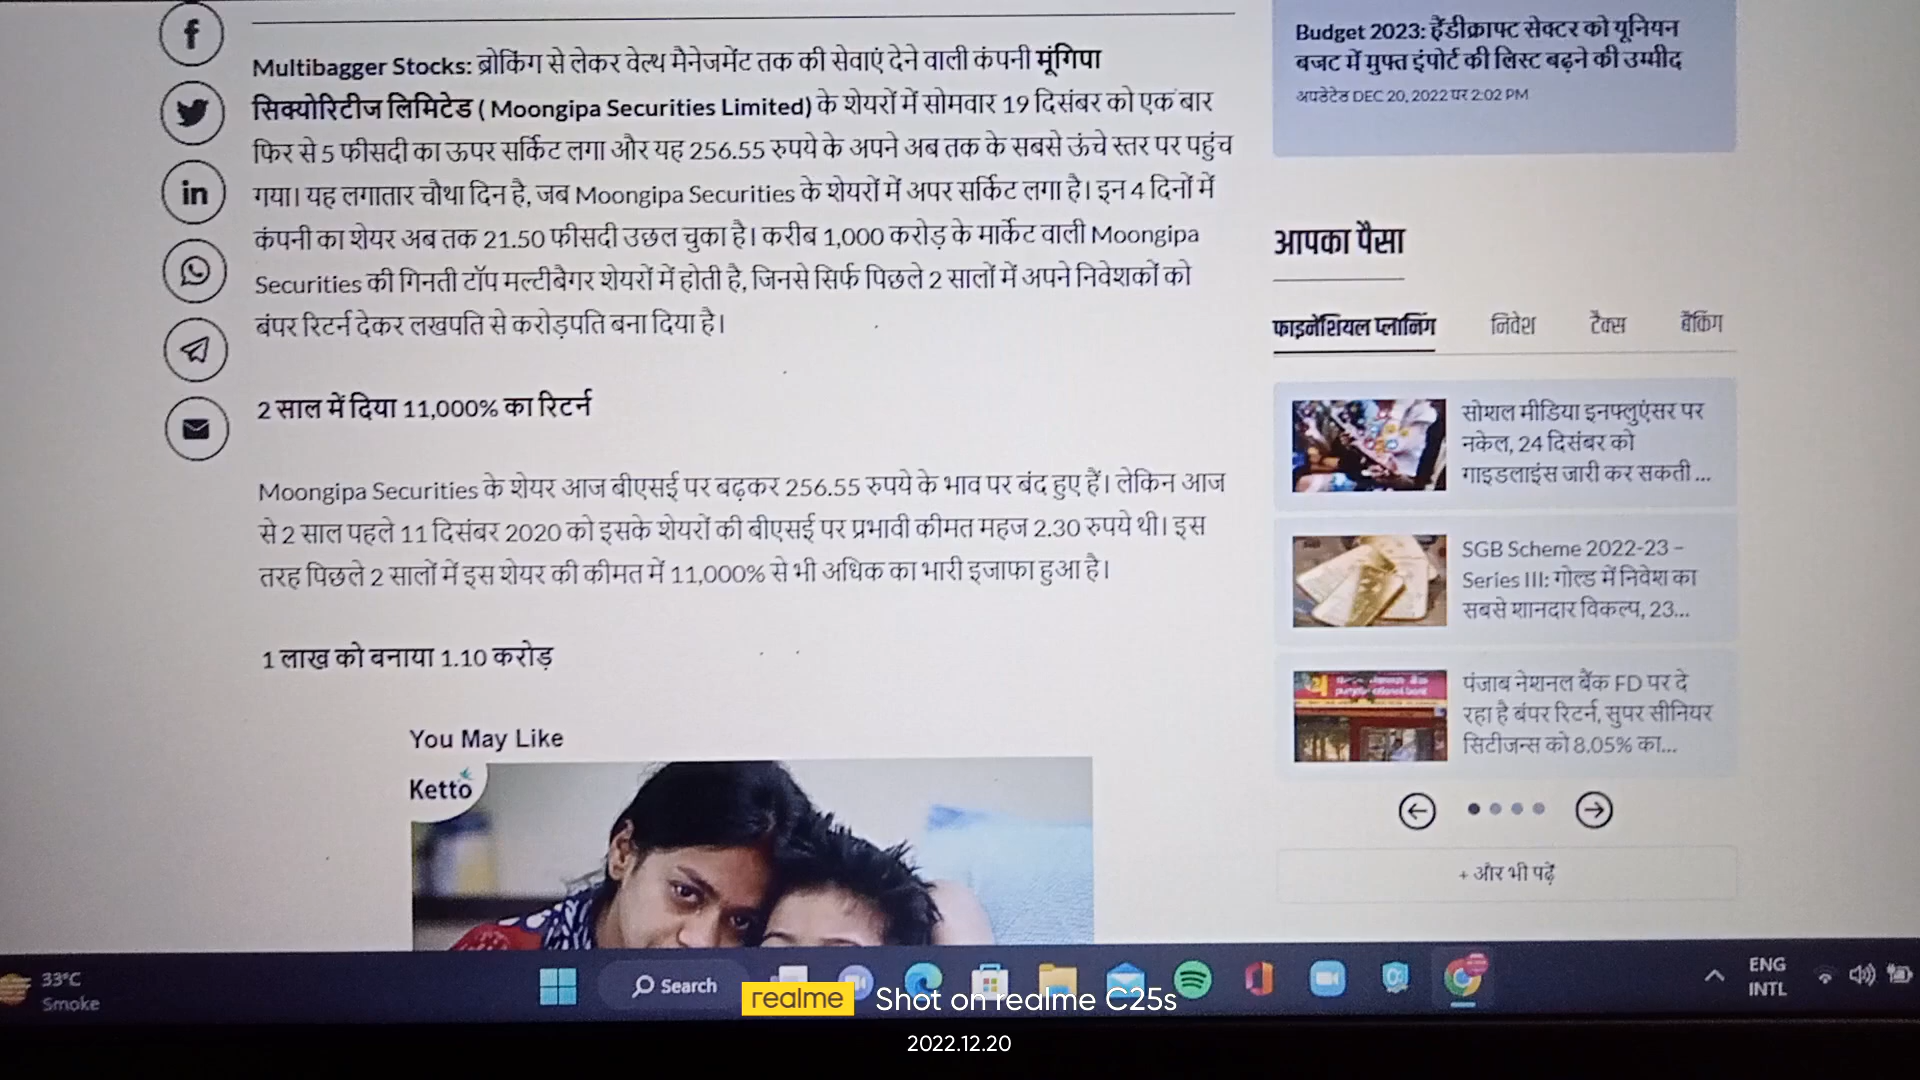 Multibagger Stocks: ब्रोकिंग से लेकर वेल्थ मैनेजमेंट तक की सेवाएं देने वाली कंपनी मूंगिपा
सिक्योरिटीज लिमिटेड ( Moongipa Securities Limited) के शेयरों में सोमवार 19 दिसंबर को एक बार
फिर से 5 फीसदी का ऊपर सर्किट लगा और यह 256.55 रुपये के अपने अब तक के सबसे ऊंचे स्तर पर पहुंच
गया। यह लगातार चौथा दिन है, जब Moongipa Securities के शेयरों में अपर सर्किट लगा है। इन 4 दिनों में
कंपनी का शेयर अब तक 21.50 फीसदी उछल चुका है। करीब 1,000 करोड़ के मार्केट वाली Moongipa
Securities की गिनती टॉप मल्टीबैगर शेयरों में होती है, जिनसे सिर्फ पिछले 2 सालों में अपने निवेशकों को
बंपर रिटर्न देकर लखपति से करोड़पति बना दिया है।
2 साल में दिया 11,000% का रिटर्न
Moongipa Securities के शेयर आज बीएसई पर बढ़कर 256.55 रुपये के भाव पर बंद हुए हैं। लेकिन आज
से 2 साल पहले 11 दिसंबर 2020 को इसके शेयरों की बीएसई पर प्रभावी कीमत महज 2.30 रुपये थी। इस
तरह पिछले 2 सालों में इस शेयर की कीमत में 11,000% से भी अधिक का भारी इजाफा हुआ है।
1 लाख को बनाया 1.10 करोड़
You May Like
Ketto
Budget 2023: हैंडीक्राफ्ट सेक्टर को यूनियन
बजट में मुफ्त इंपोर्ट की लिस्ट बढ़ने की उम्मीद
अपडेटेड DEC 20, 2022 पर 2:02 PM
आपका पैसा
फाइनेंशियल प्लानिंग निवेश टैक्स बैंकिंग
सोशल मीडिया इनफ्लुएंसर पर
नकेल, 24 दिसंबर को
गाइडलाइंस जारी कर सकती ...
SGB Scheme 2022-23 –
Series III: गोल्ड में निवेश का
सबसे शानदार विकल्प, 23...
पंजाब नेशनल बैंक FD पर दे
रहा है बंपर रिटर्न, सुपर सीनियर
सिटीजन्स को 8.05% का...
+ और भी पढ़ें
33°C
Smoke
Search
ENG
INTL
realme Shot on realme C25s
2022.12.20